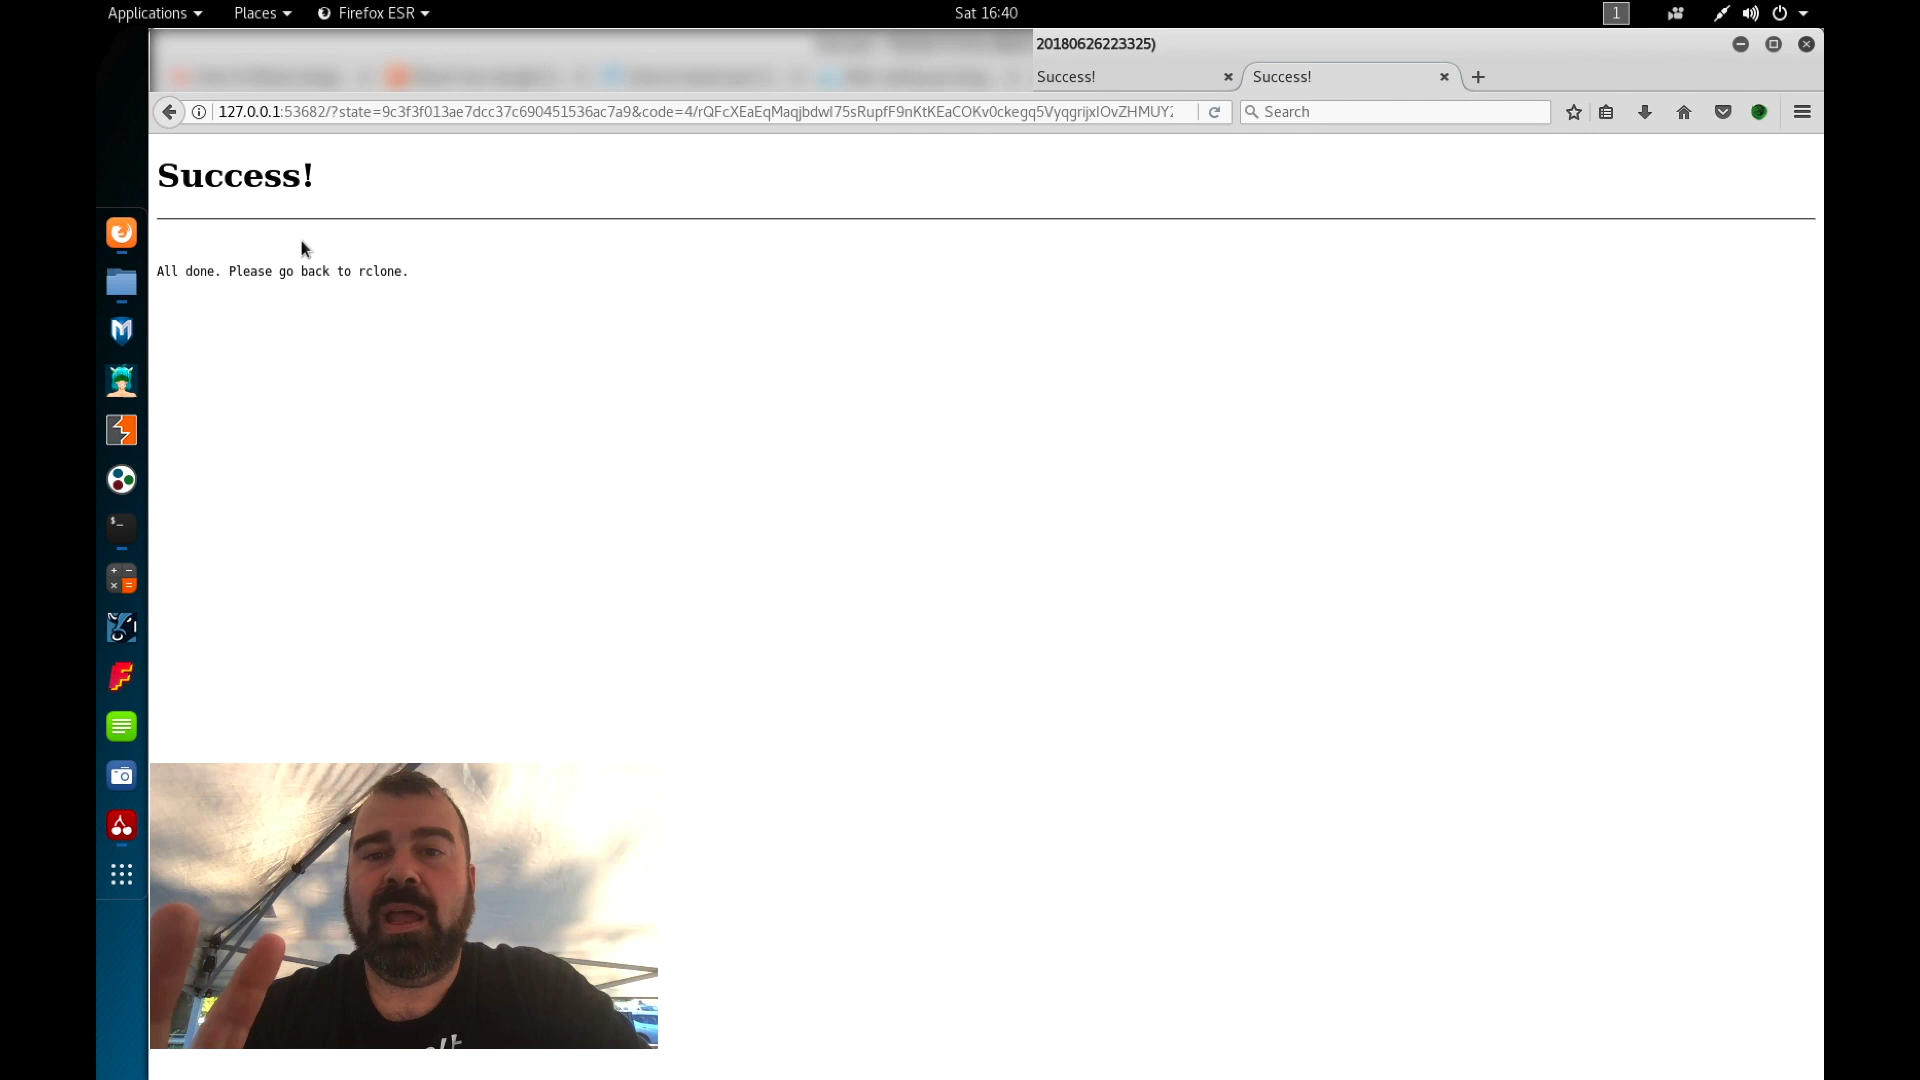 Applications Places Firefox ESR Sat 16:40 1
20180626223325)
Success! Success!
127.0.0.1:53682/?state=9c3f3f013ae7dcc37c690451536ac7a9&code=4/rQFcXEaEqMaqjbdwI75sRupfF9nKtKEaCOKv0ckegq5VyqgrijxIOvZHMUY Search
Success!
All done. Please go back to rclone.